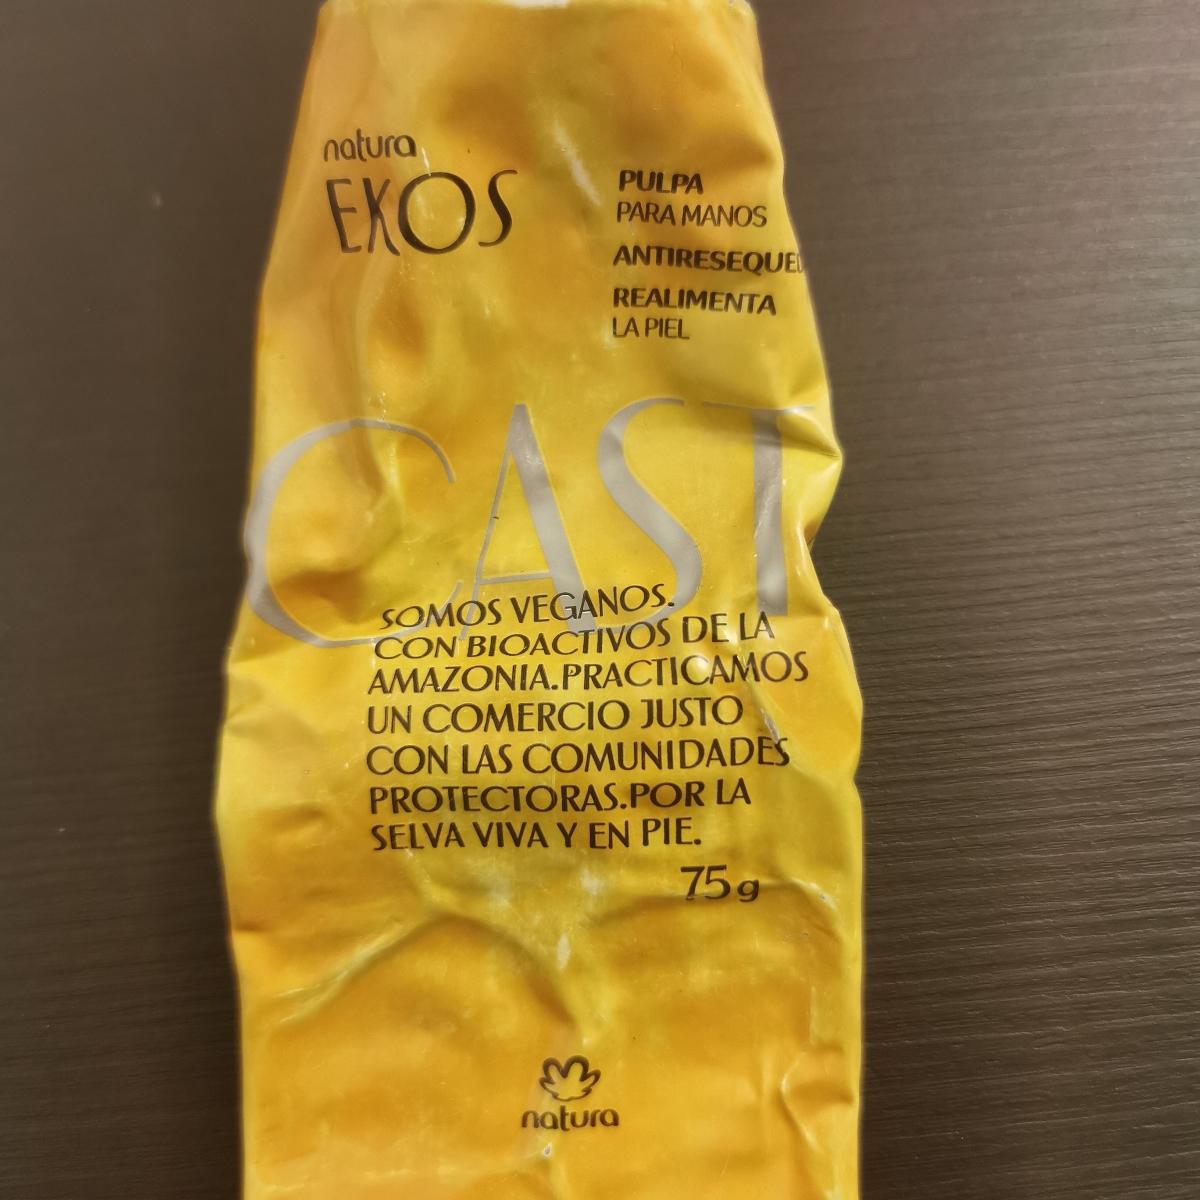 natura
EKOS
PULPA
PARA MANOS
ANTIRESEQUED
REALIMENTA
LA PIEL
CAST
SOMOS VEGANOS.
CON BIOACTIVOS DE LA
AMAZONIA.PRACTICAMOS
UN COMERCIO JUSTO
CON LAS COMUNIDADES
PROTECTORAS.POR LA
SELVA VIVA Y EN PIE.
75g
natura